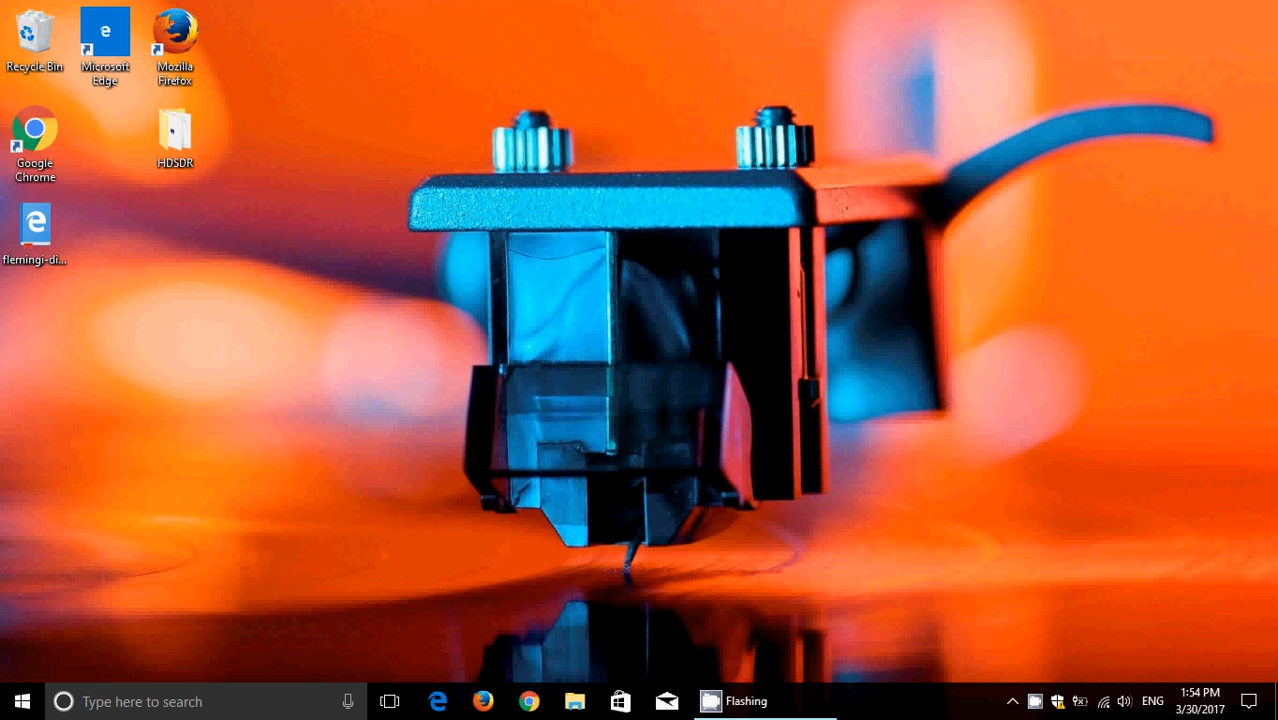 Recycle Bin
Microsoft
Edge
Mozilla
Firefox
Google
Chrome
HDSDR
flemingi-di...
Type here to search
Flashing
ENG
1:54 PM
3/30/2017